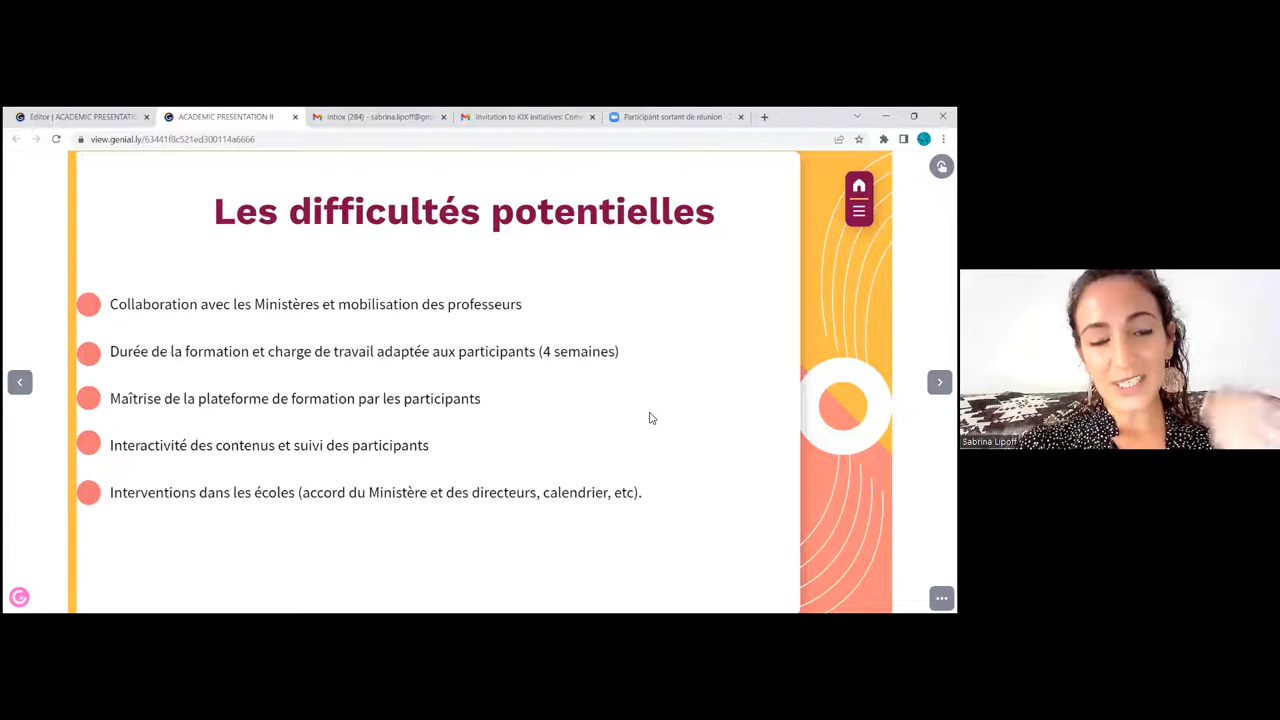 Editor | ACADEMIC PRESENTATI
ACADEMIC PRESENTATION II
Inbox (284) - sabrina.lipoff@gm
Invitation to KIX initiatives: Com
Participant sortant de réunion -
view.genial.ly/63441f8c521ed300114a6666
Les difficultés potentielles
Collaboration avec les Ministères et mobilisation des professeurs
Durée de la formation et charge de travail adaptée aux participants (4 semaines)
Maîtrise de la plateforme de formation par les participants
Interactivité des contenus et suivi des participants
Interventions dans les écoles (accord du Ministère et des directeurs, calendrier, etc).
Sabrina Lipoff